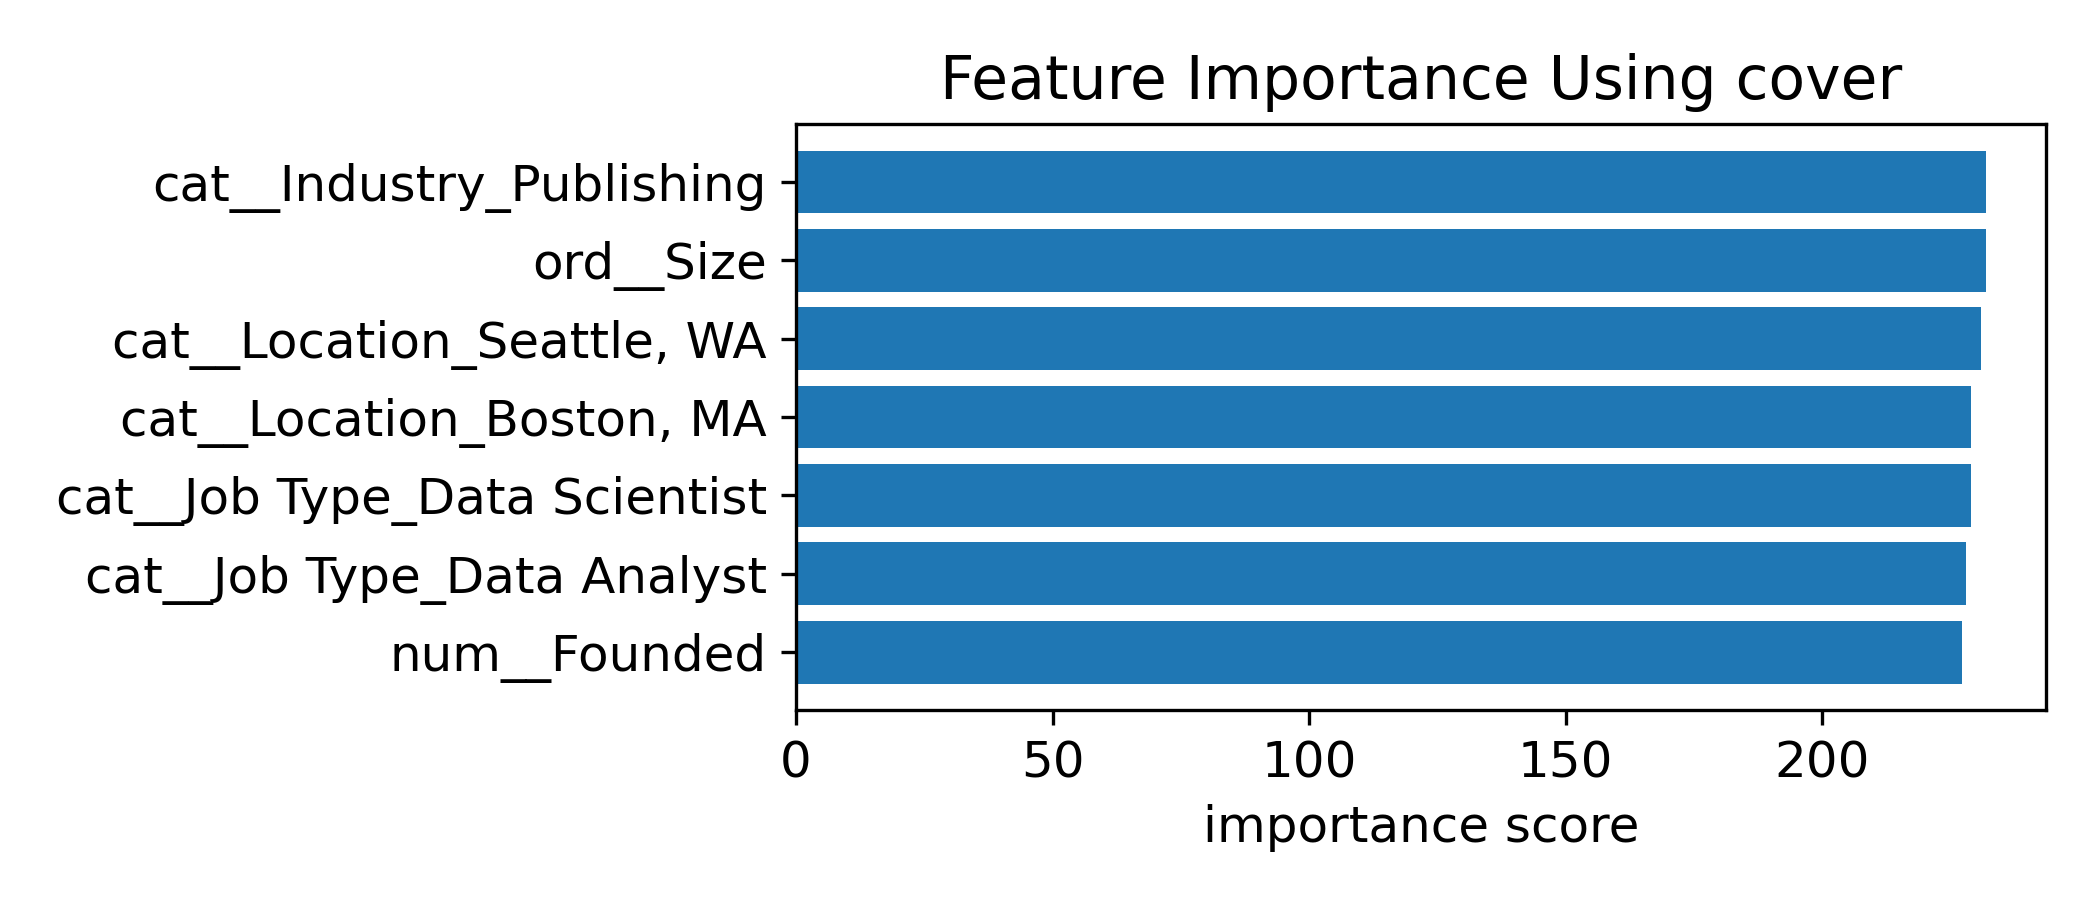 Feature Importance Using cover
cat__Industry_Publishing
ord__Size
cat__Location_Seattle, WA
cat__Location_Boston, MA
cat__Job Type_Data Scientist
cat__Job Type_Data Analyst
num__Founded
0 50 100 150 200
importance score